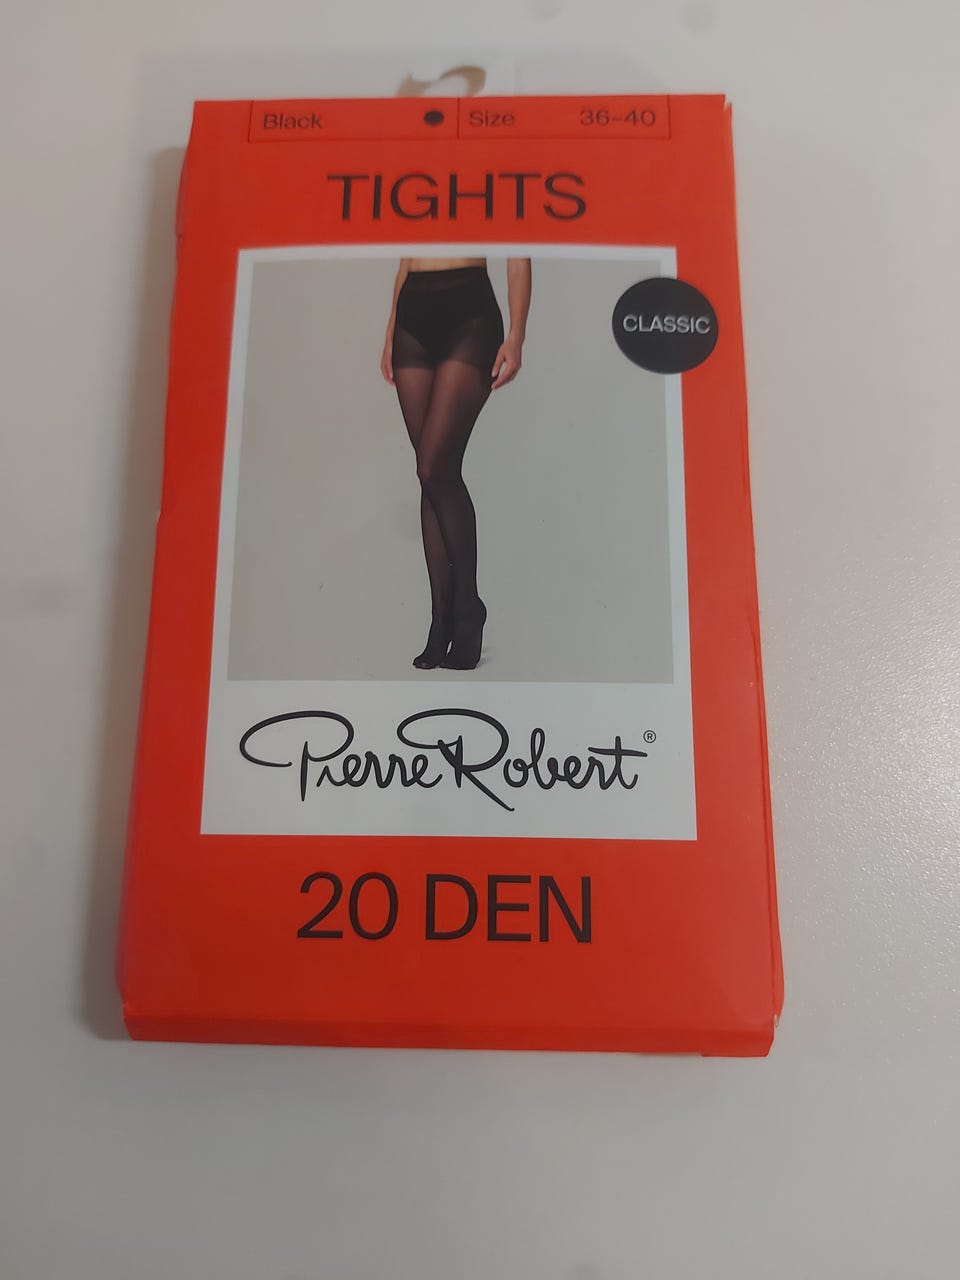 Black ● Size 36–40
TIGHTS
CLASSIC
Pierre Robert®
20 DEN